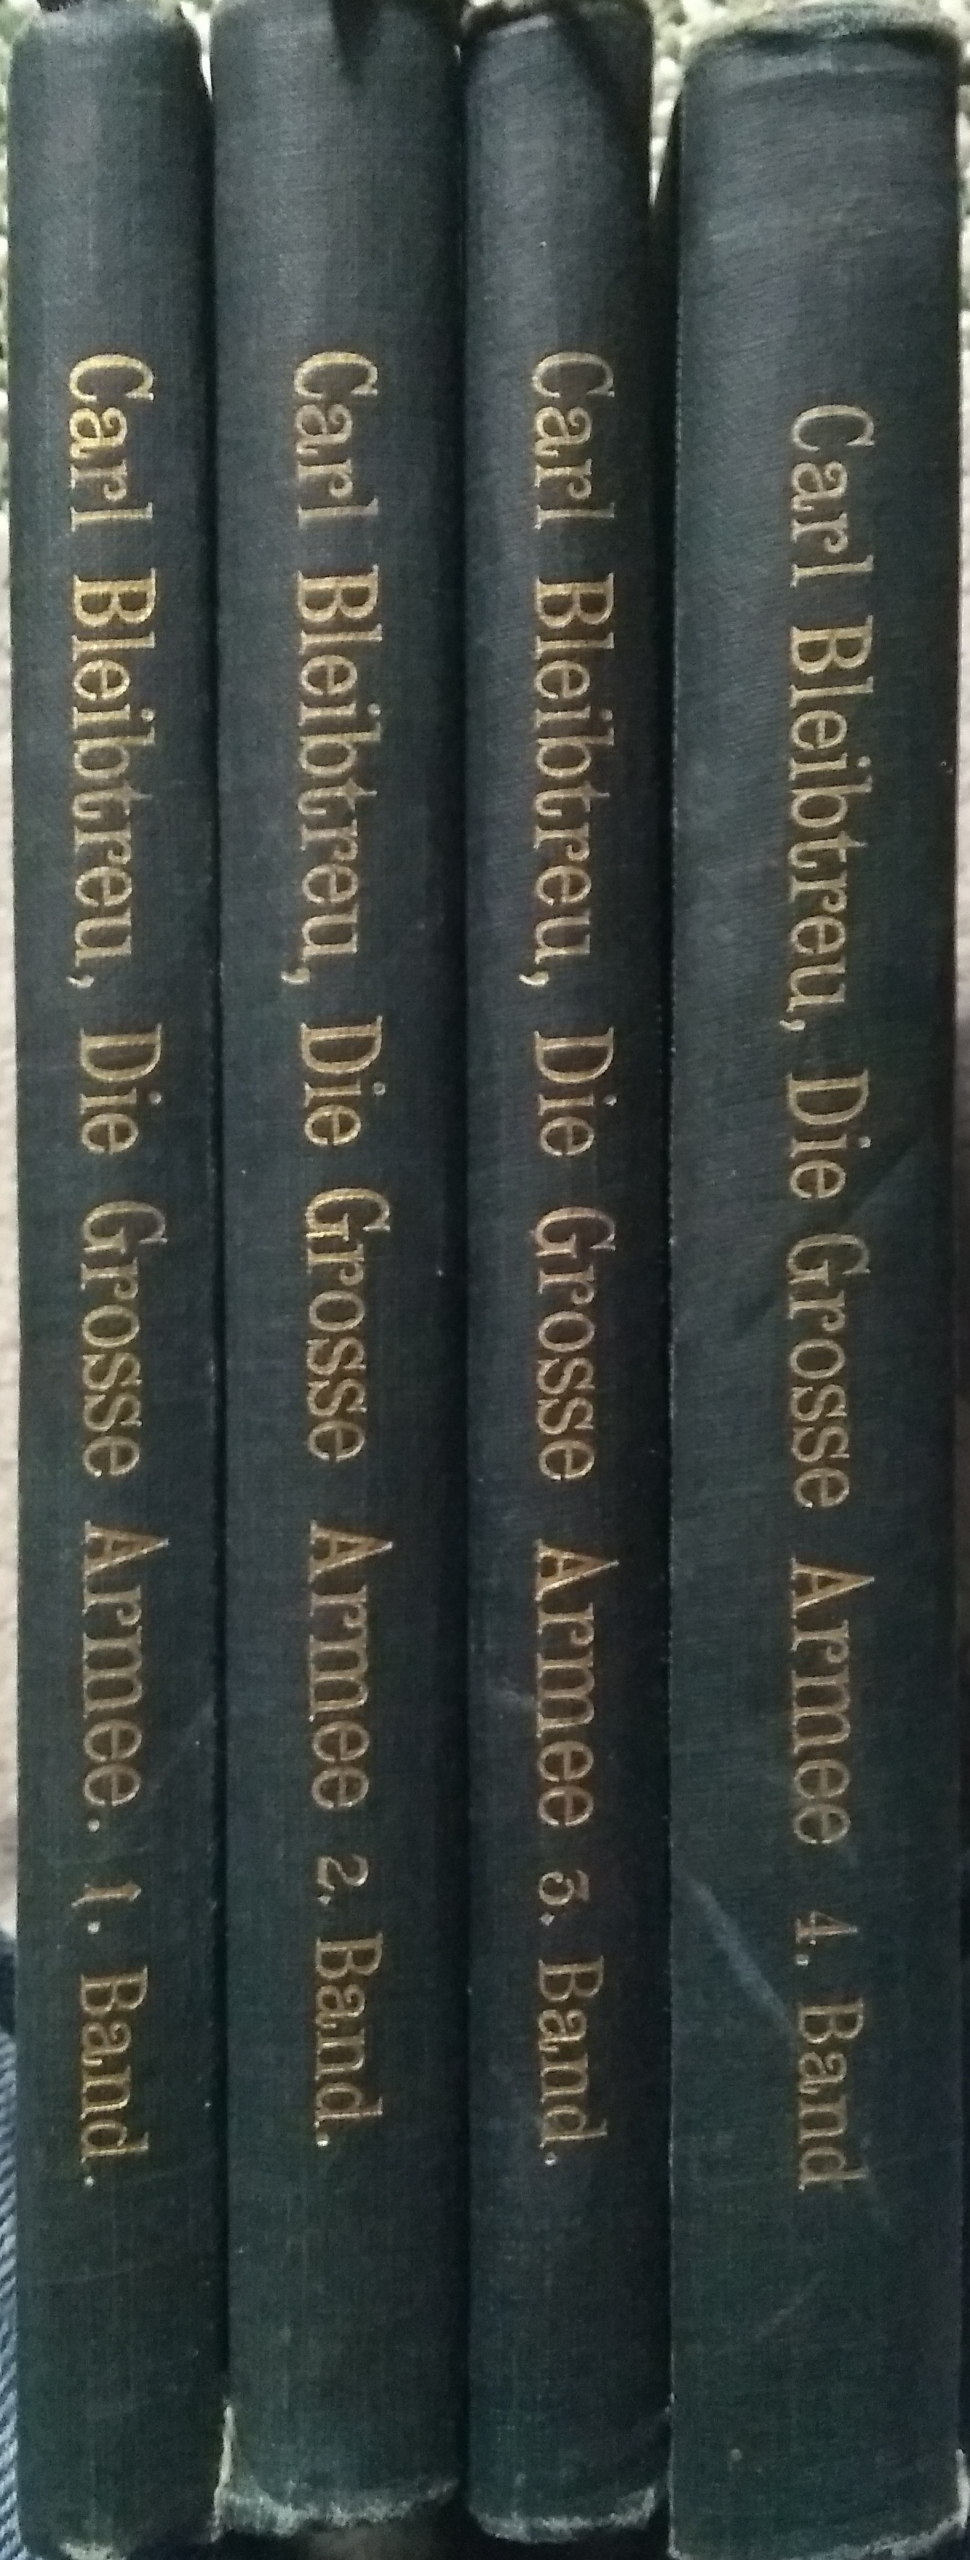 Carl Bleibtreu, Die Grosse Armee. 1. Band.
Carl Bleibtreu, Die Grosse Armee 2. Band.
Carl Bleibtreu, Die Grosse Armee 3. Band.
Carl Bleibtreu, Die Grosse Armee 4. Band